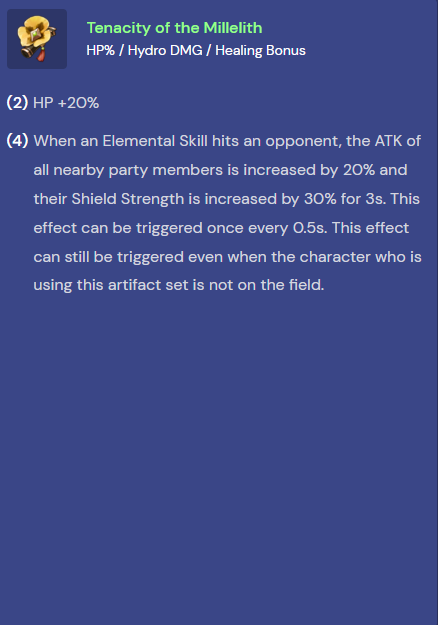 Tenacity of the Millelith
HP% / Hydro DMG / Healing Bonus
(2) HP +20%
(4) When an Elemental Skill hits an opponent, the ATK of
all nearby party members is increased by 20% and
their Shield Strength is increased by 30% for 3s. This
effect can be triggered once every 0.5s. This effect
can still be triggered even when the character who is
using this artifact set is not on the field.